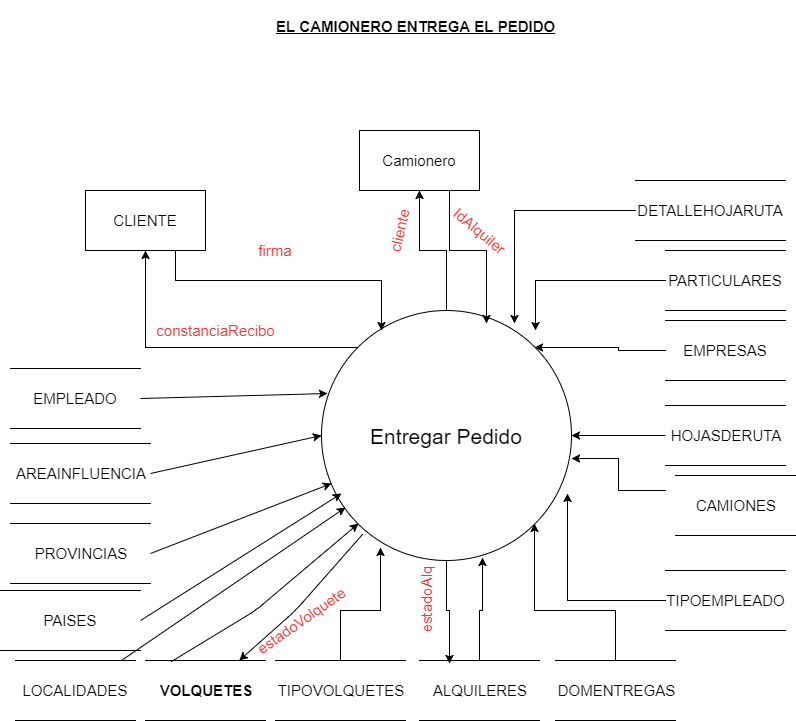 EL CAMIONERO ENTREGA EL PEDIDO
Camionero
CLIENTE
cliente
IdAlquiler
DETALLEHOJARUTA
firma
PARTICULARES
constanciaRecibo
EMPRESAS
EMPLEADO
Entregar Pedido
HOJASDERUTA
AREAINFLUENCIA
CAMIONES
PROVINCIAS
PAISES
estadoVolquete
estadoAlq
TIPOEMPLEADO
LOCALIDADES
VOLQUETES
TIPOVOLQUETES
ALQUILERES
DOMENTREGAS